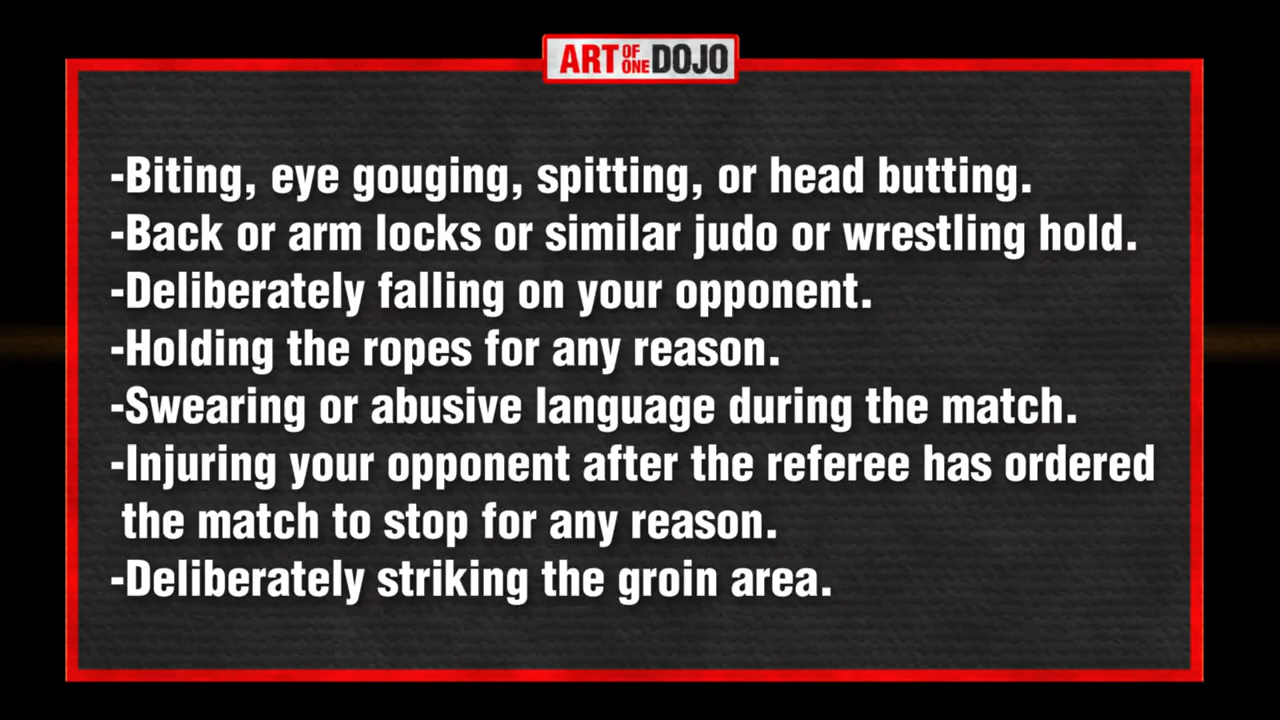 ART OF ONE DOJO
-Biting, eye gouging, spitting, or head butting.
-Back or arm locks or similar judo or wrestling hold.
-Deliberately falling on your opponent.
-Holding the ropes for any reason.
-Swearing or abusive language during the match.
-Injuring your opponent after the referee has ordered
the match to stop for any reason.
-Deliberately striking the groin area.